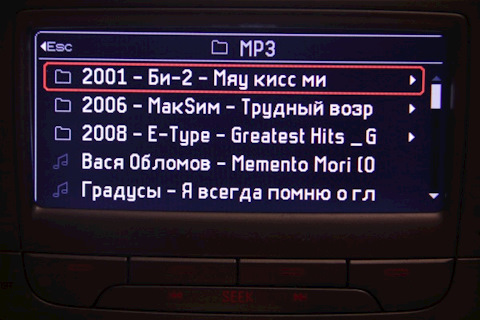 Esc MP3
2001 - Би-2 - Мяу кисс ми
2006 - МакSим - Трудный возр
2008 - E-Type - Greatest Hits _G
Вася Обломов - Memento Mori (O
Градусы - Я всегда помню о гл
SEEK